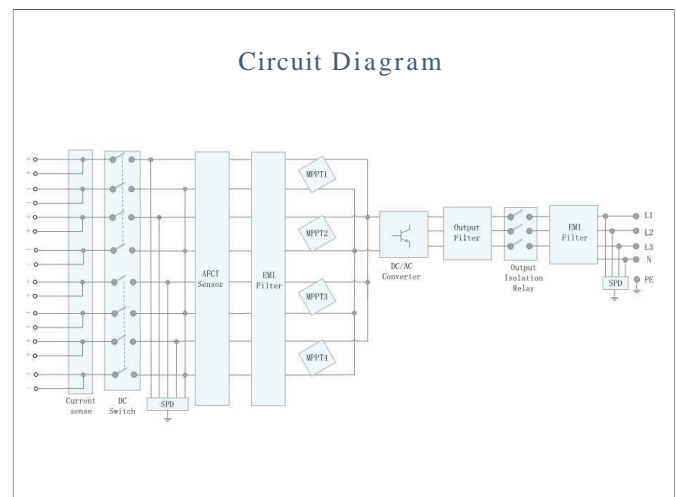 Circuit Diagram
+
+
-
-
+
+
-
-
+
+
-
-
+
+
-
-
Current
sense
DC
Switch
SPD
AFCI
Sensor
EMI
Filter
MPPT1
MPPT2
MPPT3
MPPT4
DC/AC
Converter
Output
Filter
Output
Isolation
Relay
EMI
Filter
SPD
L1
L2
L3
N
PE